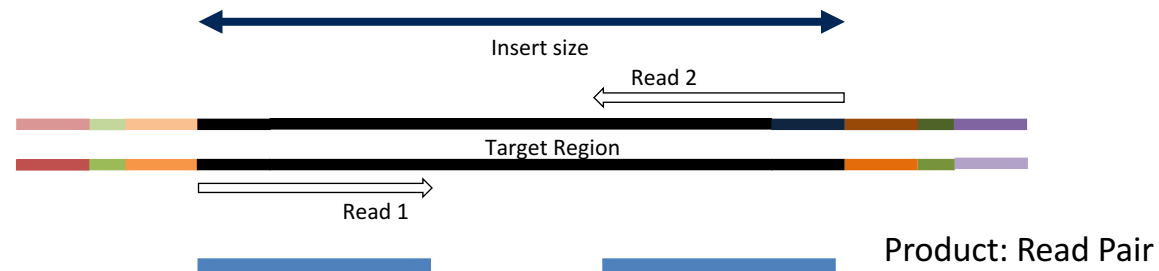 Insert size
Read 2
Target Region
Read 1
Product: Read Pair